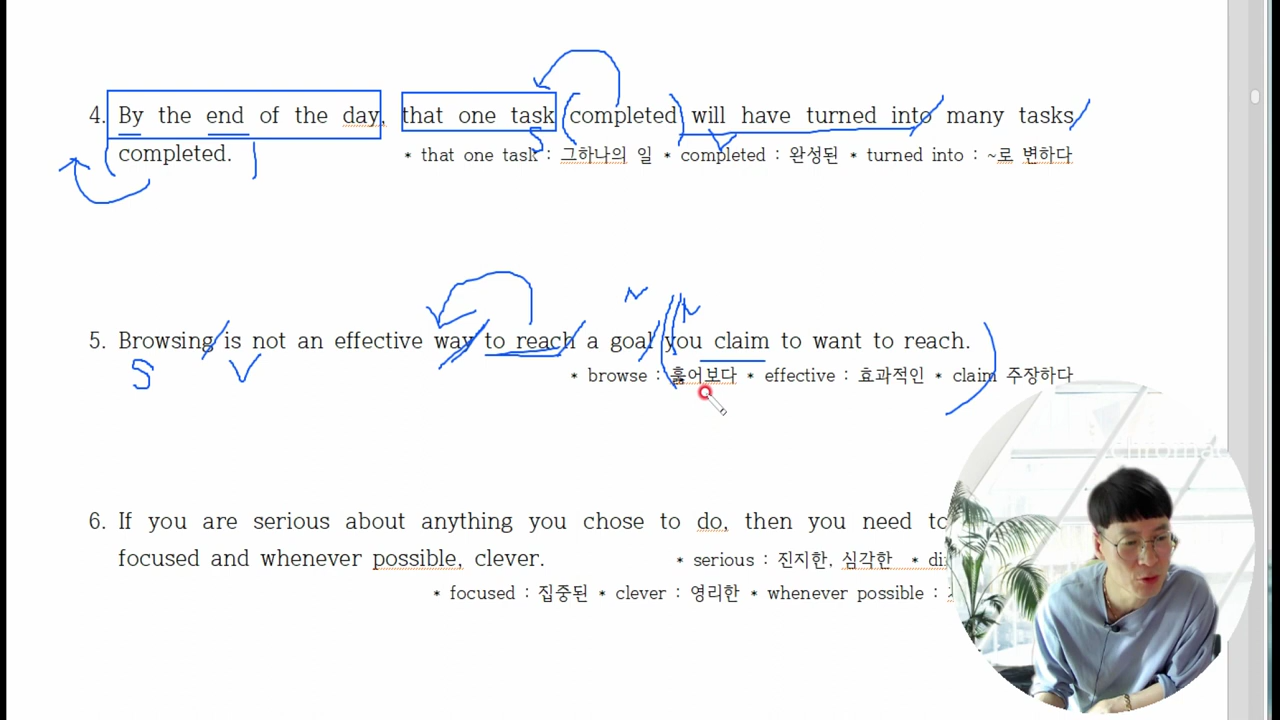 4. By the end of the day, that one task completed will have turned into many tasks
completed. * that one task : 그하나의 일 * completed : 완성된 * turned into : ~로 변하다
S V
N N
5. Browsing is not an effective way to reach a goal you claim to want to reach.
S V
* browse : 훑어보다 * effective : 효과적인 * claim 주장하다
6. If you are serious about anything you chose to do, then you need to
focused and whenever possible, clever. * serious : 진지한, 심각한 *
* focused : 집중된 * clever : 영리한 * whenever possible :